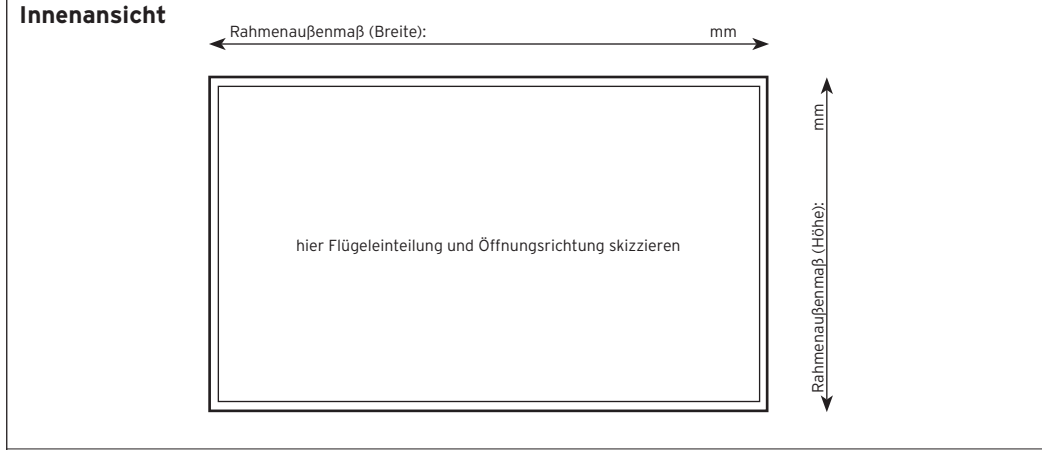 Innenansicht
Rahmenaußenmaß (Breite): mm
hier Flügeleinteilung und Öffnungsrichtung skizzieren
Rahmenaußenmaß (Höhe): mm